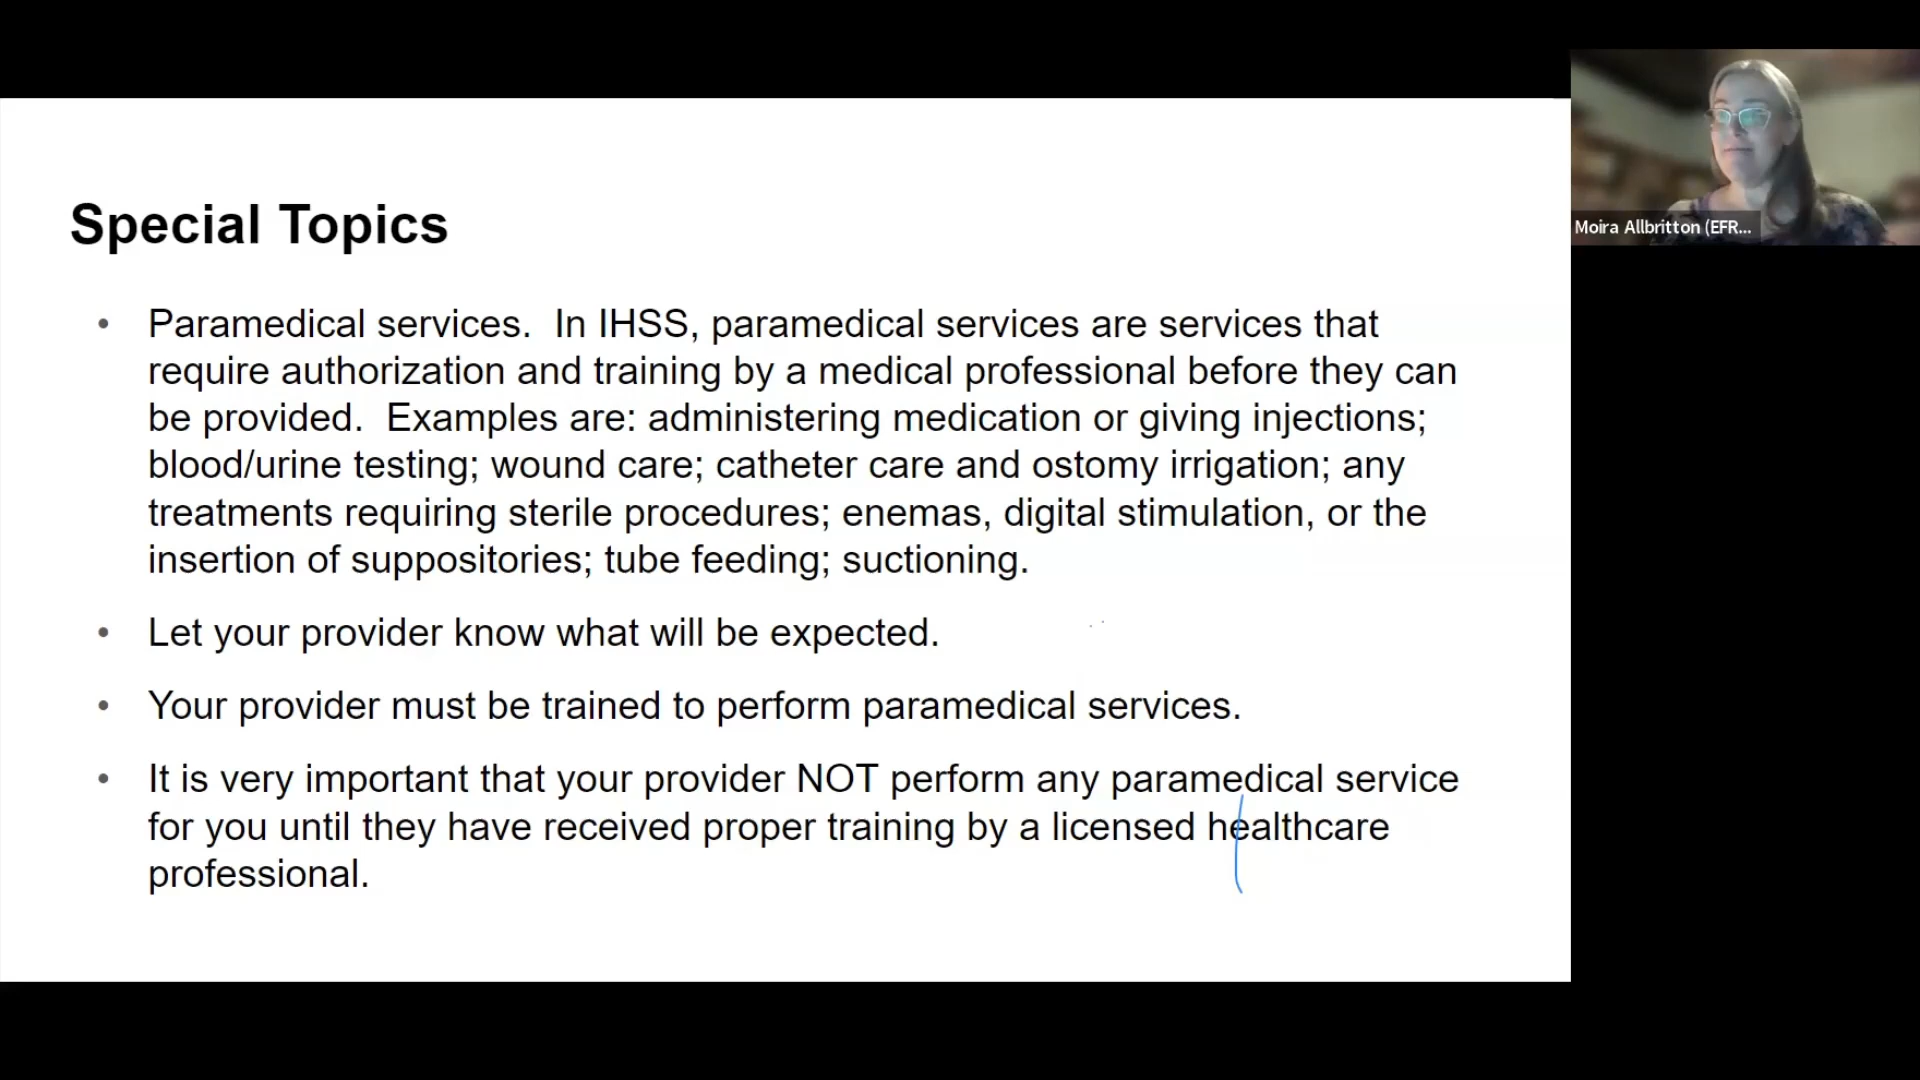 Special Topics
• Paramedical services.  In IHSS, paramedical services are services that
require authorization and training by a medical professional before they can
be provided.  Examples are: administering medication or giving injections;
blood/urine testing; wound care; catheter care and ostomy irrigation; any
treatments requiring sterile procedures; enemas, digital stimulation, or the
insertion of suppositories; tube feeding; suctioning.
• Let your provider know what will be expected.
• Your provider must be trained to perform paramedical services.
• It is very important that your provider NOT perform any paramedical service
for you until they have received proper training by a licensed healthcare
professional.
Moira Allbritton (EFR...